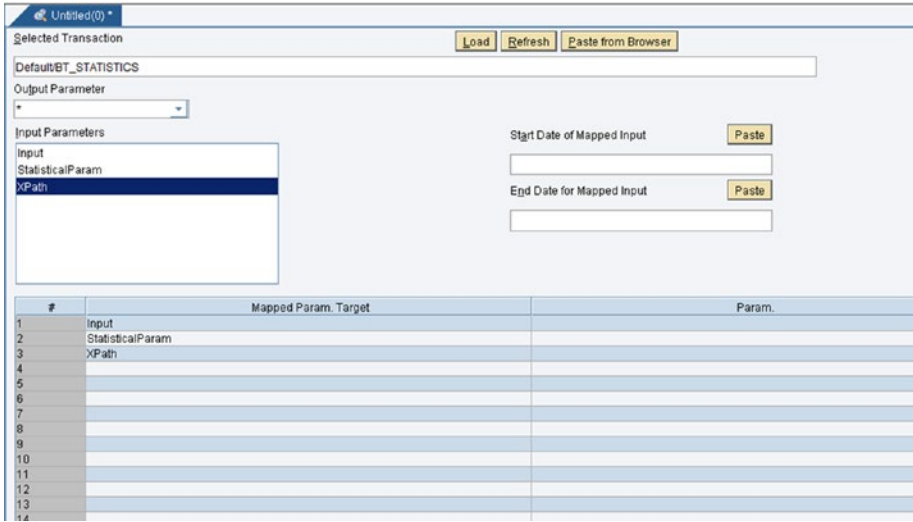 Untitled(0) *
Selected Transaction
Load Refresh Paste from Browser
Default/BT_STATISTICS
Output Parameter
*
Input Parameters
Start Date of Mapped Input Paste
Input
StatisticalParam
XPath
End Date for Mapped Input Paste
# Mapped Param. Target Param.
1 Input
2 StatisticalParam
3 XPath
4
5
6
7
8
9
10
11
12
13
14